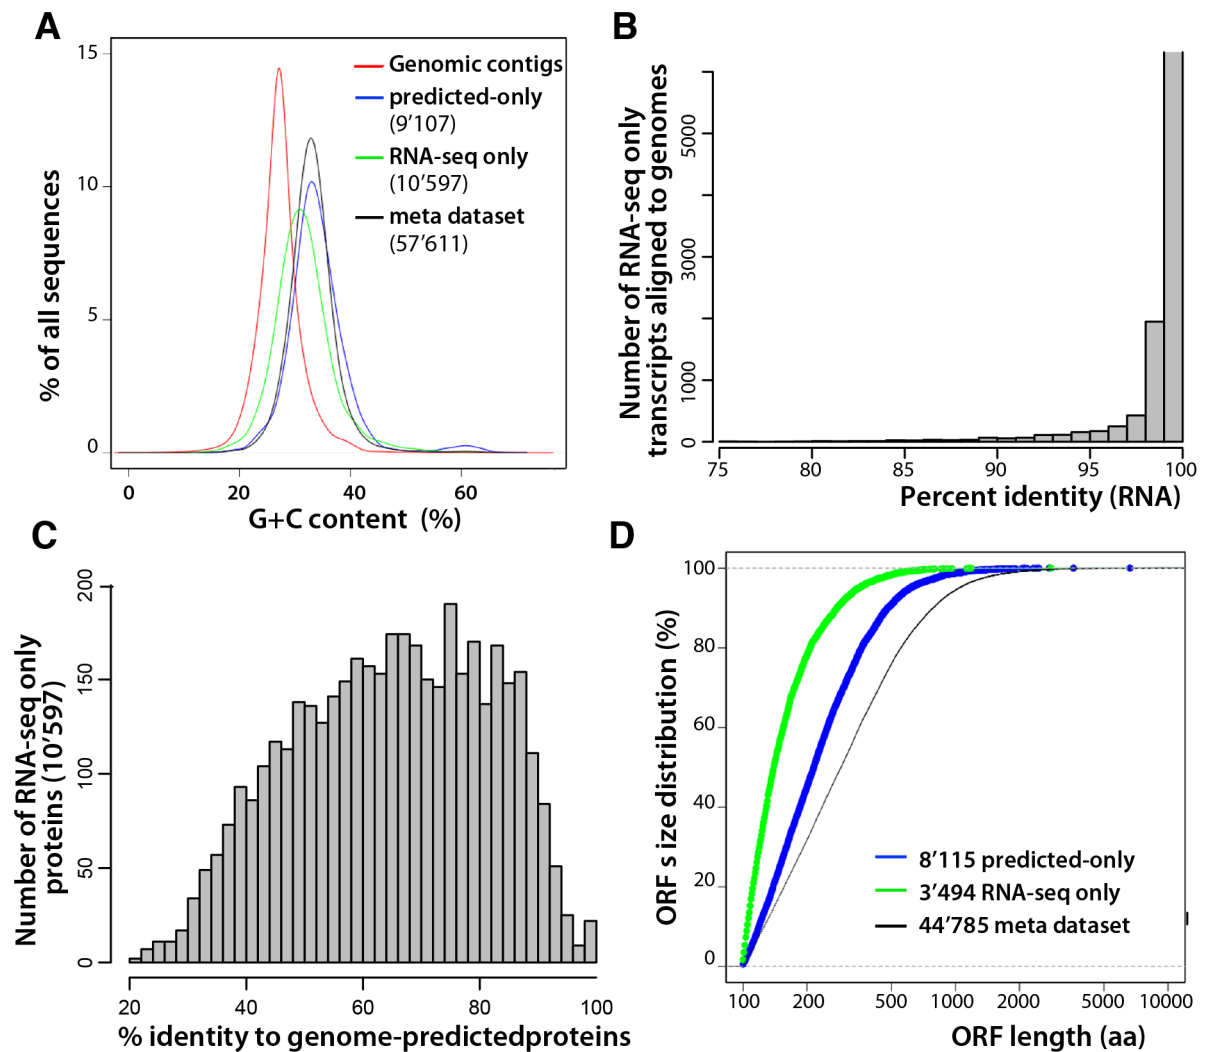 A
% of all sequences
15
10
5
0
Genomic contigs
predicted-only
(9’107)
RNA-seq only
(10’597)
meta dataset
(57’611)
0 20 40 60
G+C content (%)
B
Number of RNA-seq only
transcripts aligned to genomes
5000
3000
1000
0
75 80 85 90 95 100
Percent identity (RNA)
C
Number of RNA-seq only
proteins (10’597)
200
150
100
50
0
20 40 60 80 100
% identity to genome-predictedproteins
D
ORF s ize distribution (%)
100
80
60
40
20
0
8’115 predicted-only
3’494 RNA-seq only
44’785 meta dataset
100 200 500 1000 2000 5000 10000
ORF length (aa)